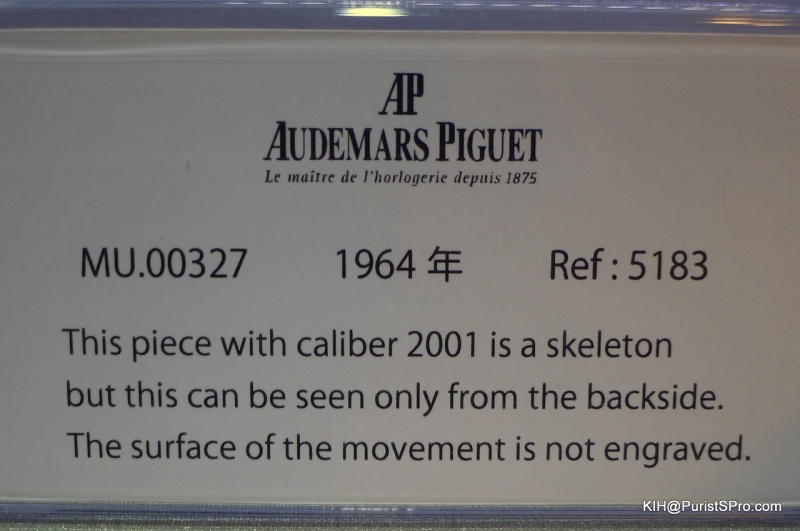 AP
AUDEMARS PIGUET
Le maître de l'horlogerie depuis 1875
MU.00327 1964 年 Ref : 5183
This piece with caliber 2001 is a skeleton
but this can be seen only from the backside.
The surface of the movement is not engraved.
KIH@PuristSPro.com